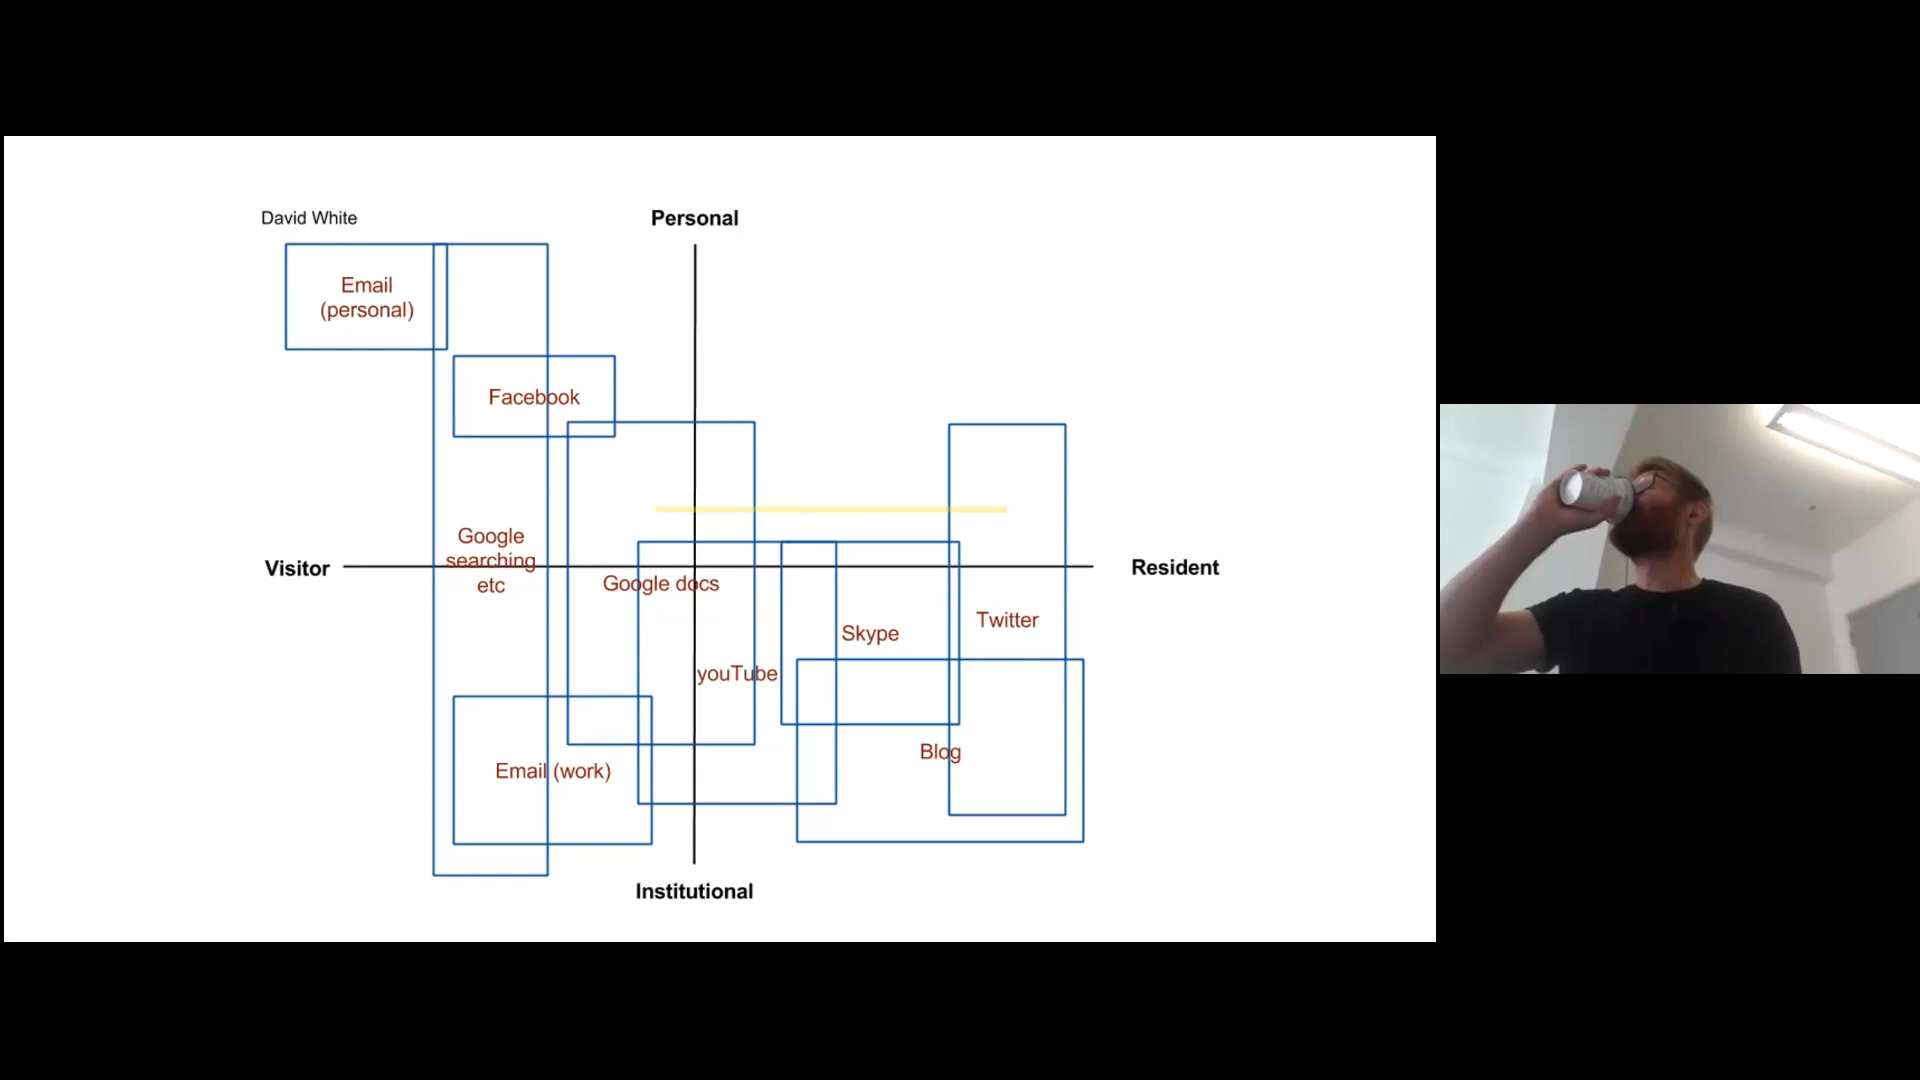 David White
Personal
Email
(personal)
Facebook
Google
searching
etc
Visitor
Resident
Google docs
Twitter
Skype
youTube
Blog
Email (work)
Institutional